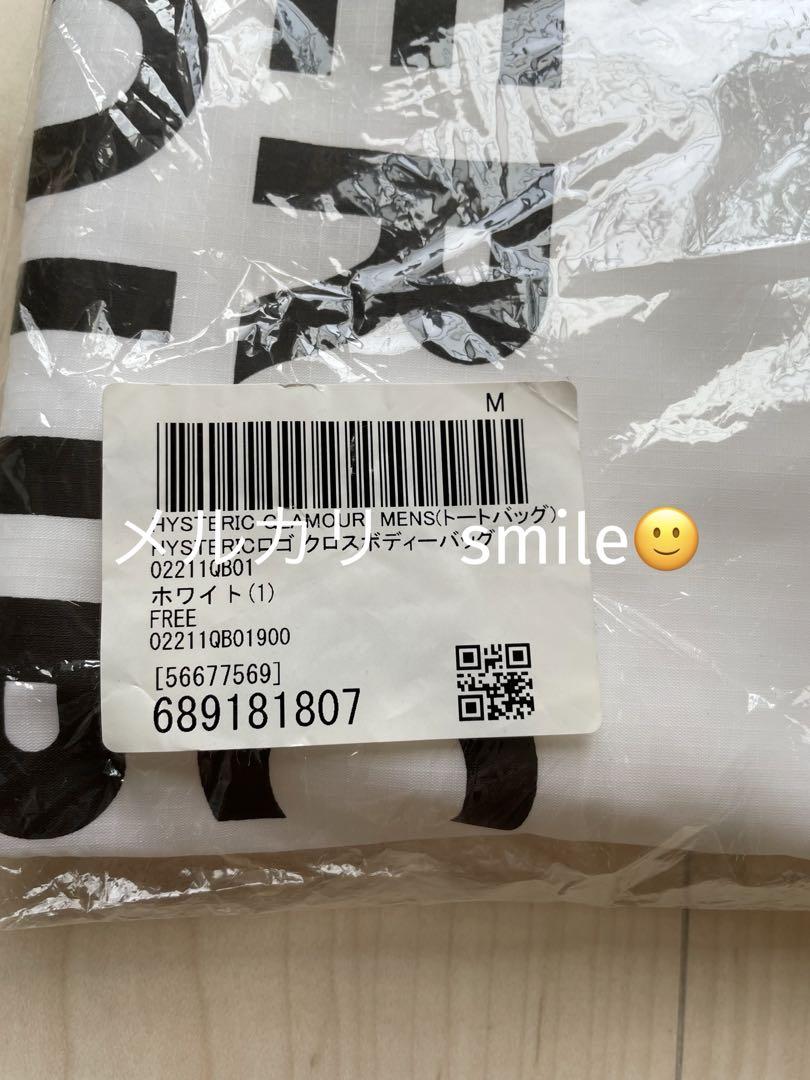 M
HYSTERIC GLAMOUR MENS(トートバッグ)
HYSTERICロゴ クロスボディーバッグ
02211QB01
ホワイト(1)
FREE
02211QB01900
[56677569]
689181807
メルカリ smile🙂